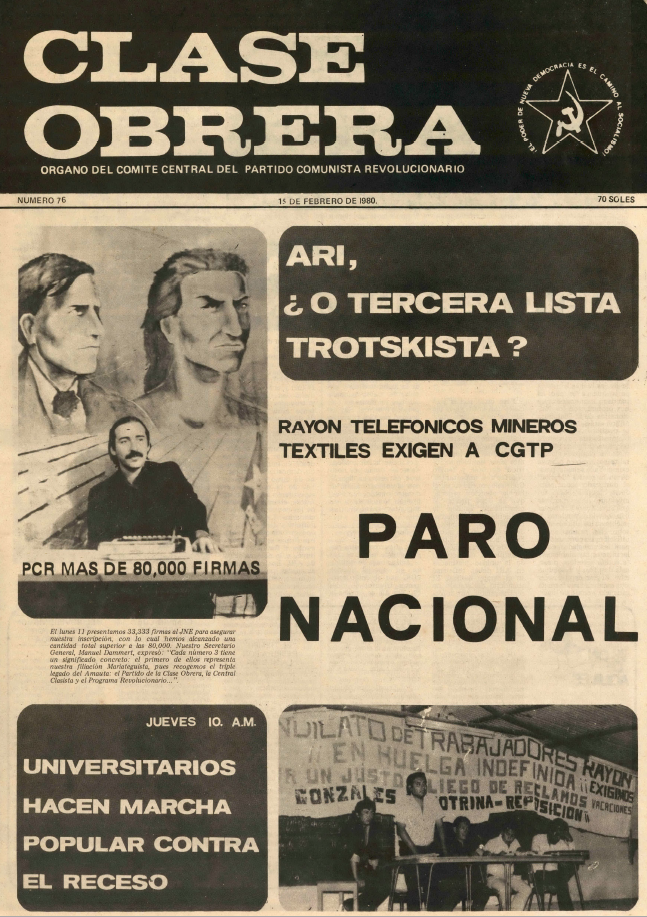 CLASE
OBRERA
¡EL PODER DE NUEVA DEMOCRACIA ES EL CAMINO AL SOCIALISMO!
ORGANO DEL COMITE CENTRAL DEL PARTIDO COMUNISTA REVOLUCIONARIO
NUMERO 76
15 DE FEBRERO DE 1980.
70 SOLES
PCR MAS DE 80,000 FIRMAS
El lunes 11 presentamos 33,333 firmas al JNE para asegurar
nuestra inscripción, con lo cual hemos alcanzado una
cantidad total superior a las 80,000. Nuestro Secretario
General, Manuel Dammert, expresó: "Cada número 3 tiene
un significado concreto: el primero de ellos representa
nuestra filiación Mariateguista, pues recogemos el triple
legado del Amauta: el Partido de la Clase Obrera, la Central
Clasista y el Programa Revolucionario..."
ARI,
¿O TERCERA LISTA
TROTSKISTA?
RAYON TELEFONICOS MINEROS
TEXTILES EXIGEN A CGTP
PARO
NACIONAL
JUEVES 10. A.M.
UNIVERSITARIOS
HACEN MARCHA
POPULAR CONTRA
EL RECESO
DE TRABAJADORES RAYON
¡¡ EN HUELGA INDEFINIDA ¡¡ EXIGIMOS
UN JUSTO PLIEGO DE RECLAMOS VACACIONES
GONZALES OTRINA-REPOSICION